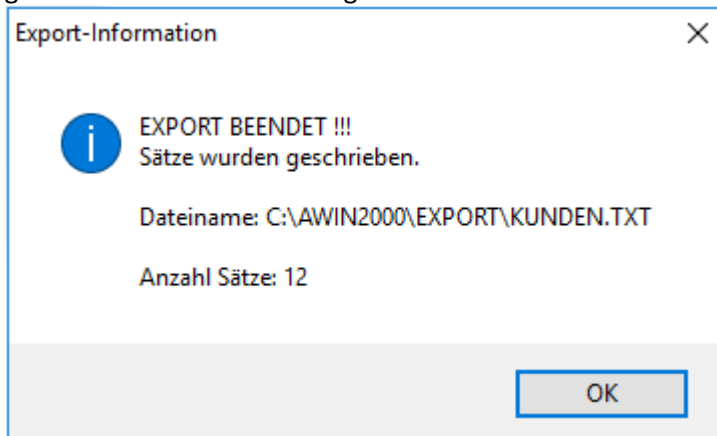 Export-Information
EXPORT BEENDET !!!
Sätze wurden geschrieben.
Dateiname: C:\AWIN2000\EXPORT\KUNDEN.TXT
Anzahl Sätze: 12
OK